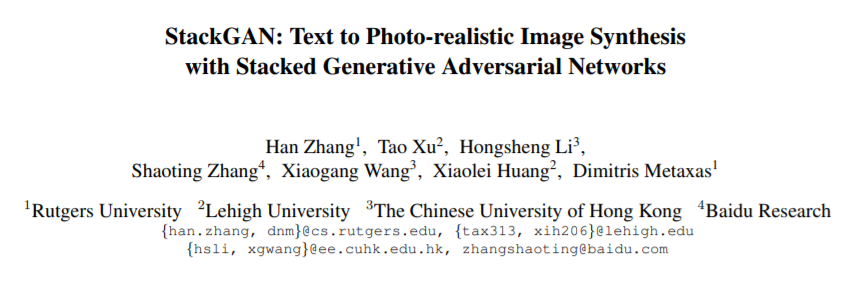 StackGAN: Text to Photo-realistic Image Synthesis
with Stacked Generative Adversarial Networks
Han Zhang¹, Tao Xu², Hongsheng Li³,
Shaoting Zhang⁴, Xiaogang Wang³, Xiaolei Huang², Dimitris Metaxas¹
¹Rutgers University ²Lehigh University ³The Chinese University of Hong Kong ⁴Baidu Research
{han.zhang, dnm}@cs.rutgers.edu, {tax313, xih206}@lehigh.edu
{hsli, xgwang}@ee.cuhk.edu.hk, zhangshaoting@baidu.com